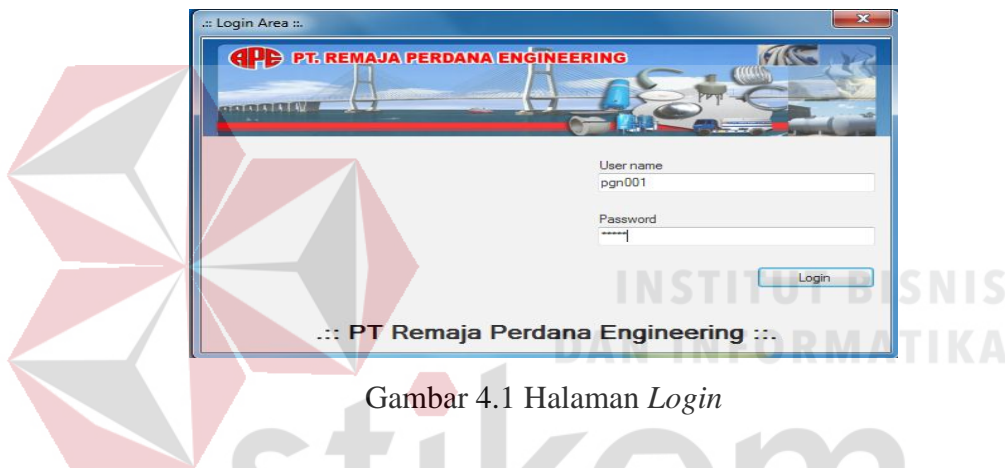 .:: Login Area ::.
PT. REMAJA PERDANA ENGINEERING
User name
pgn001
Password
*****
Login
INSTITUT BISNIS
DAN INFORMATIKA
.:: PT Remaja Perdana Engineering ::.
Gambar 4.1 Halaman Login
stikom